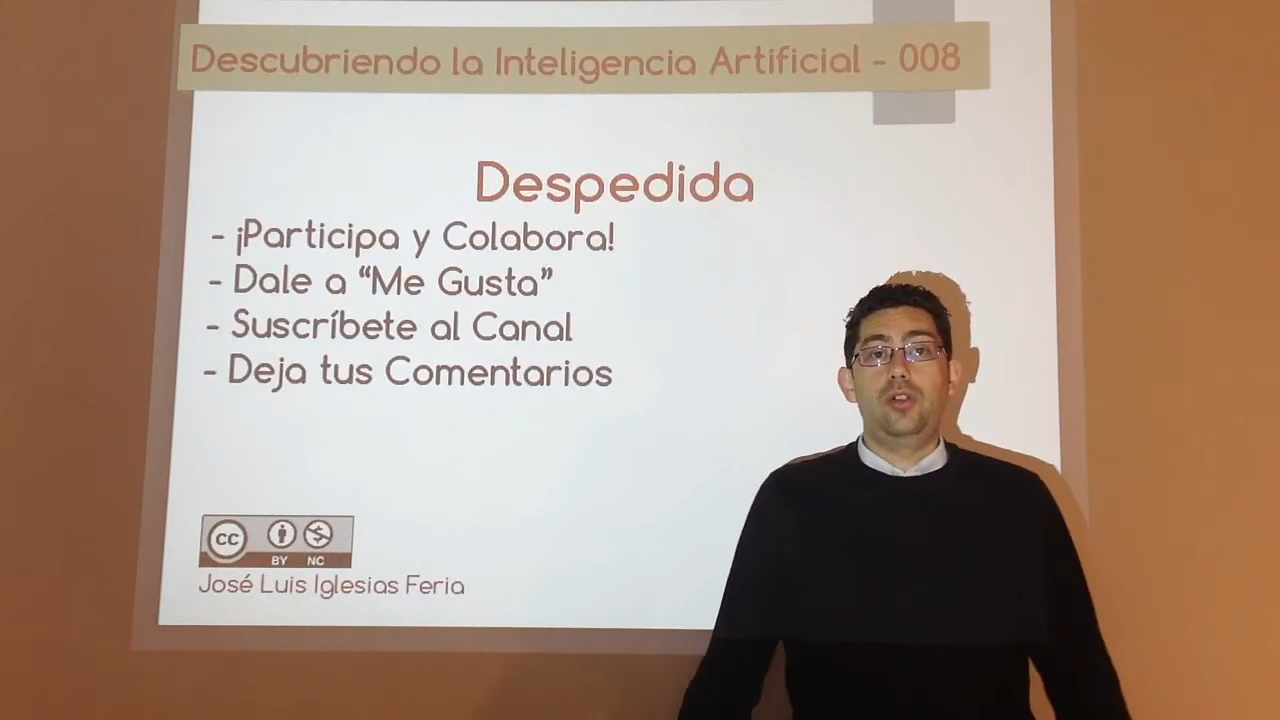 Descubriendo la Inteligencia Artificial - 008
Despedida
- ¡Participa y Colabora!
- Dale a “Me Gusta”
- Suscríbete al Canal
- Deja tus Comentarios
CC
BY NC
José Luis Iglesias Feria